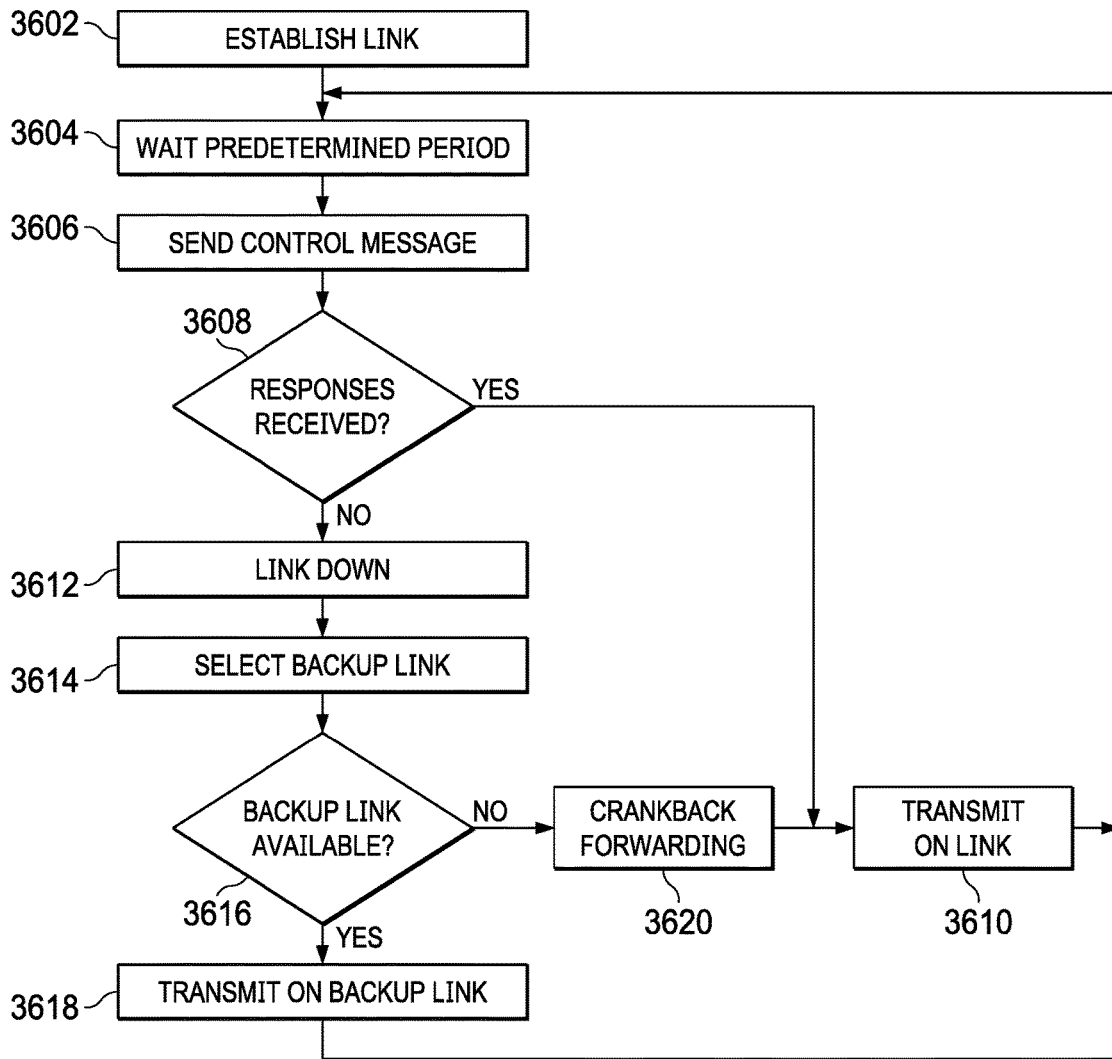 3602
ESTABLISH LINK
3604
WAIT PREDETERMINED PERIOD
3606
SEND CONTROL MESSAGE
3608
RESPONSES
RECEIVED?
YES
NO
3612
LINK DOWN
3614
SELECT BACKUP LINK
BACKUP LINK
AVAILABLE?
NO
CRANKBACK
FORWARDING
TRANSMIT
ON LINK
3616
3620
3610
YES
3618
TRANSMIT ON BACKUP LINK